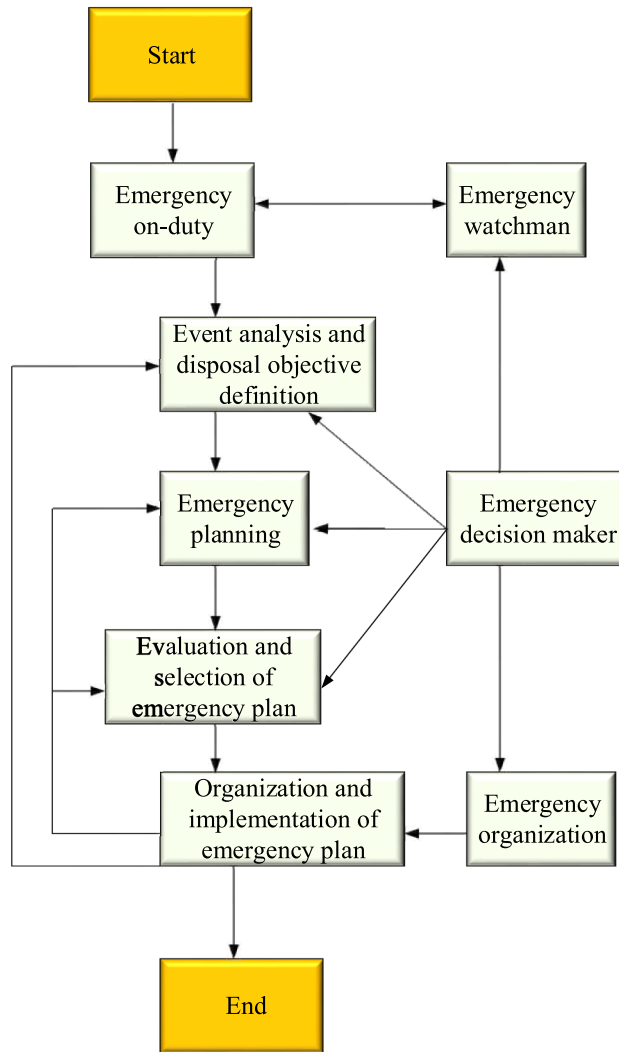 Start
Emergency
on-duty
Emergency
watchman
Event analysis and
disposal objective
definition
Emergency
planning
Emergency
decision maker
Evaluation and
selection of
emergency plan
Organization and
implementation of
emergency plan
Emergency
organization
End